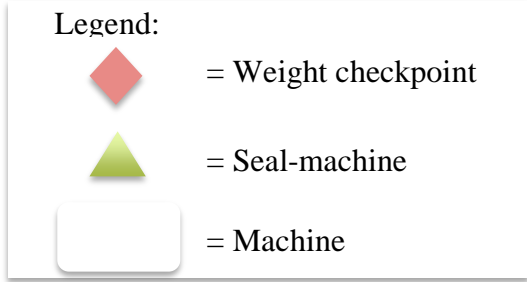 Legend:
= Weight checkpoint
= Seal-machine
= Machine